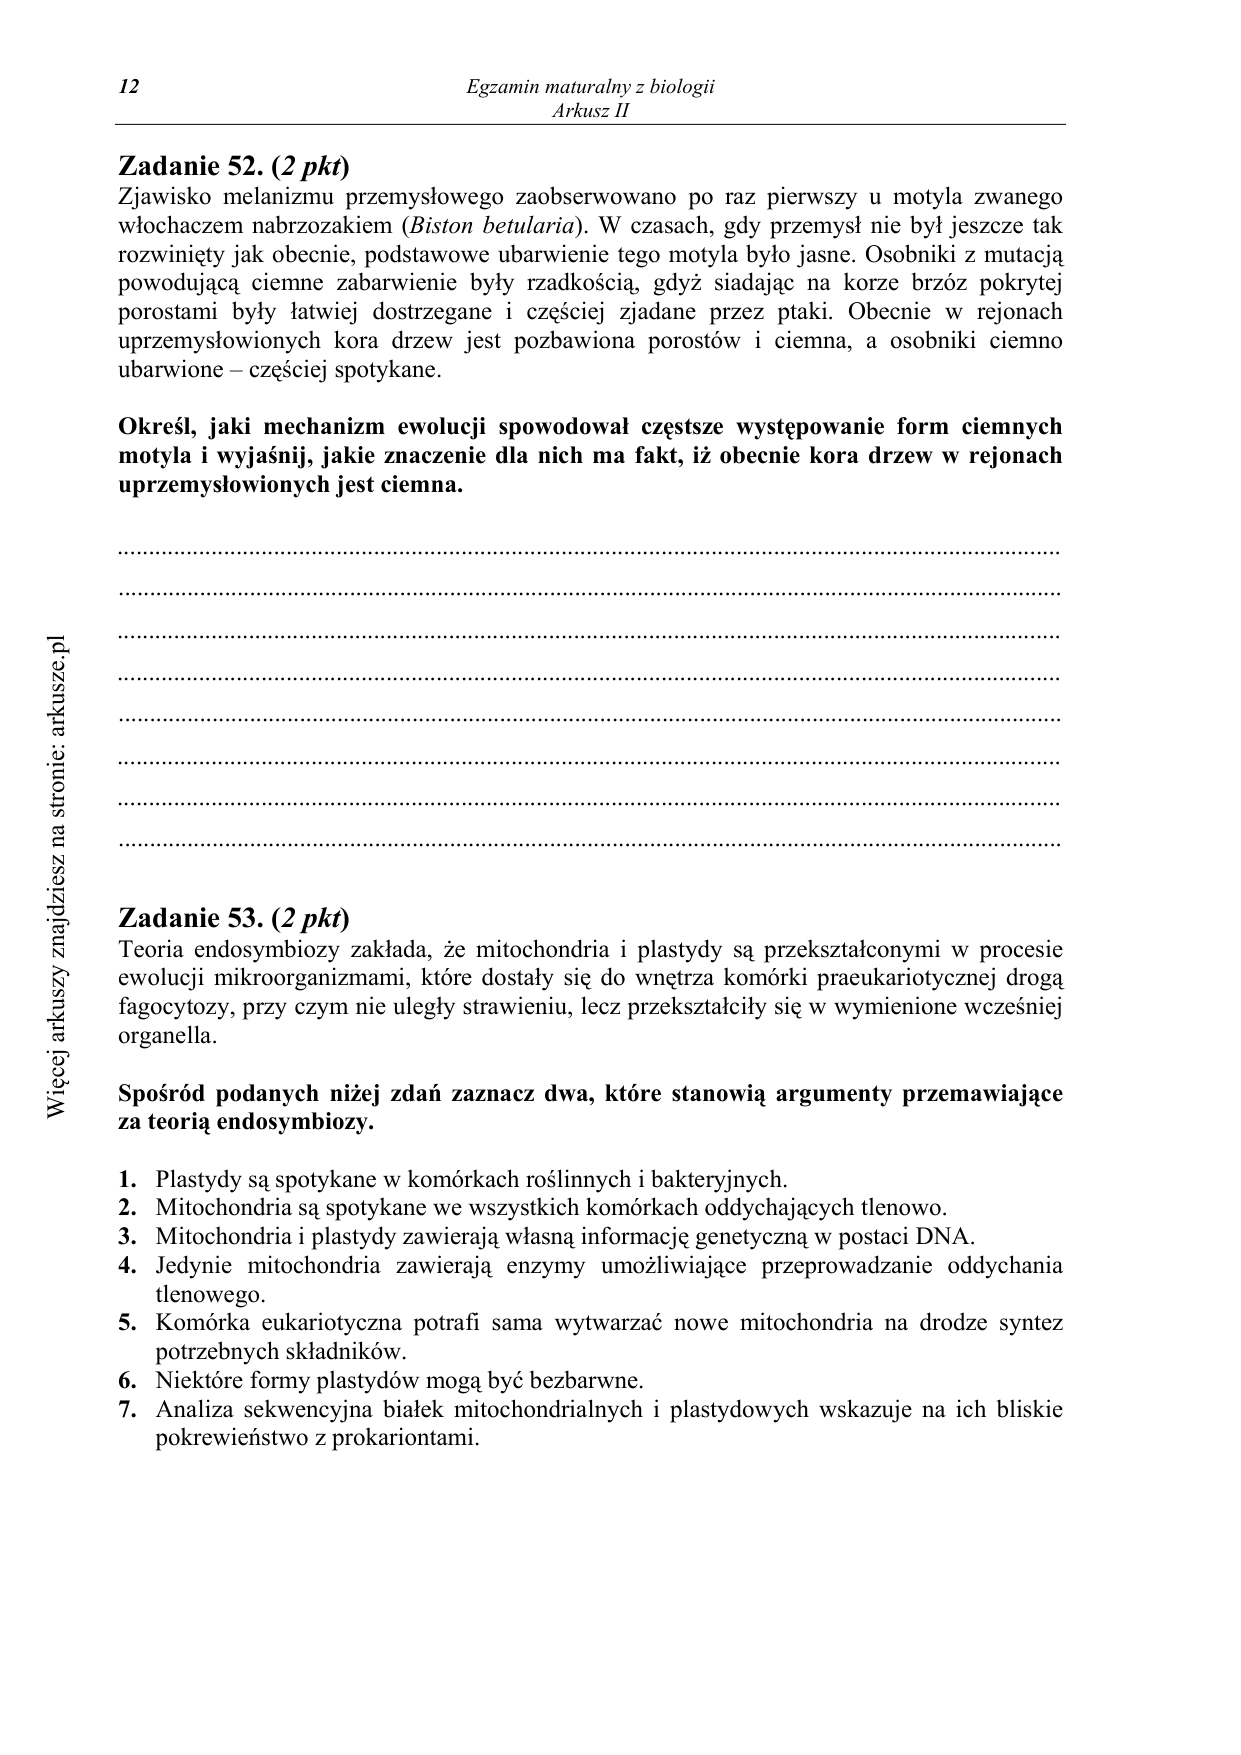 12
Egzamin maturalny z biologii
Arkusz II
Zadanie 52. (2 pkt)
Zjawisko melanizmu przemysłowego zaobserwowano po raz pierwszy u motyla zwanego
włochaczem nabrzozakiem (Biston betularia). W czasach, gdy przemysł nie był jeszcze tak
rozwinięty jak obecnie, podstawowe ubarwienie tego motyla było jasne. Osobniki z mutacją
powodującą ciemne zabarwienie były rzadkością, gdyż siadając na korze brzóz pokrytej
porostami były łatwiej dostrzegane i częściej zjadane przez ptaki. Obecnie w rejonach
uprzemysłowionych kora drzew jest pozbawiona porostów i ciemna, a osobniki ciemno
ubarwione – częściej spotykane.
Określ, jaki mechanizm ewolucji spowodował częstsze występowanie form ciemnych
motyla i wyjaśnij, jakie znaczenie dla nich ma fakt, iż obecnie kora drzew w rejonach
uprzemysłowionych jest ciemna.
Zadanie 53. (2 pkt)
Teoria endosymbiozy zakłada, że mitochondria i plastydy są przekształconymi w procesie
ewolucji mikroorganizmami, które dostały się do wnętrza komórki praeukariotycznej drogą
fagocytozy, przy czym nie uległy strawieniu, lecz przekształciły się w wymienione wcześniej
organella.
Spośród podanych niżej zdań zaznacz dwa, które stanowią argumenty przemawiające
za teorią endosymbiozy.
1. Plastydy są spotykane w komórkach roślinnych i bakteryjnych.
2. Mitochondria są spotykane we wszystkich komórkach oddychających tlenowo.
3. Mitochondria i plastydy zawierają własną informację genetyczną w postaci DNA.
4. Jedynie mitochondria zawierają enzymy umożliwiające przeprowadzanie oddychania
tlenowego.
5. Komórka eukariotyczna potrafi sama wytwarzać nowe mitochondria na drodze syntez
potrzebnych składników.
6. Niektóre formy plastydów mogą być bezbarwne.
7. Analiza sekwencyjna białek mitochondrialnych i plastydowych wskazuje na ich bliskie
pokrewieństwo z prokariontami.
Więcej arkuszy znajdziesz na stronie: arkusze.pl